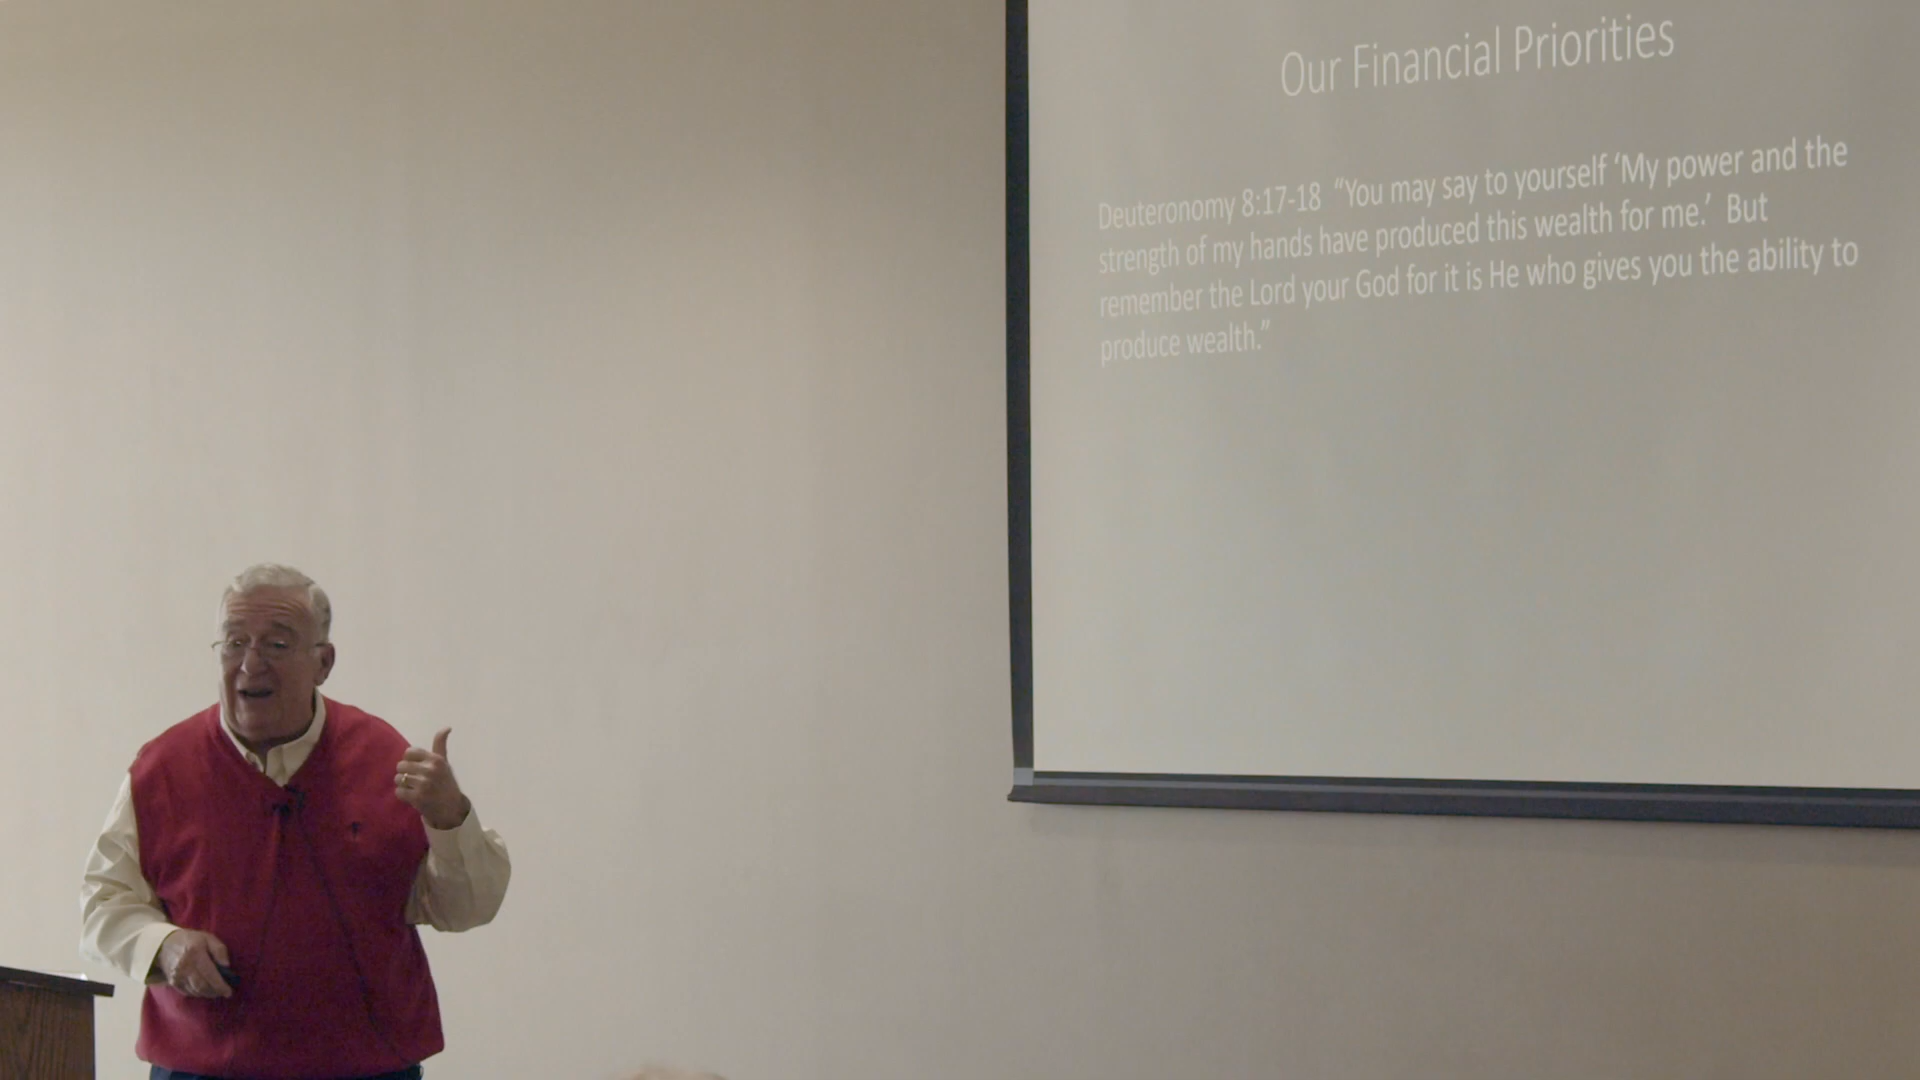 Our Financial Priorities
Deuteronomy 8:17-18 “You may say to yourself ‘My power and the
strength of my hands have produced this wealth for me.’ But
remember the Lord your God for it is He who gives you the ability to
produce wealth.”